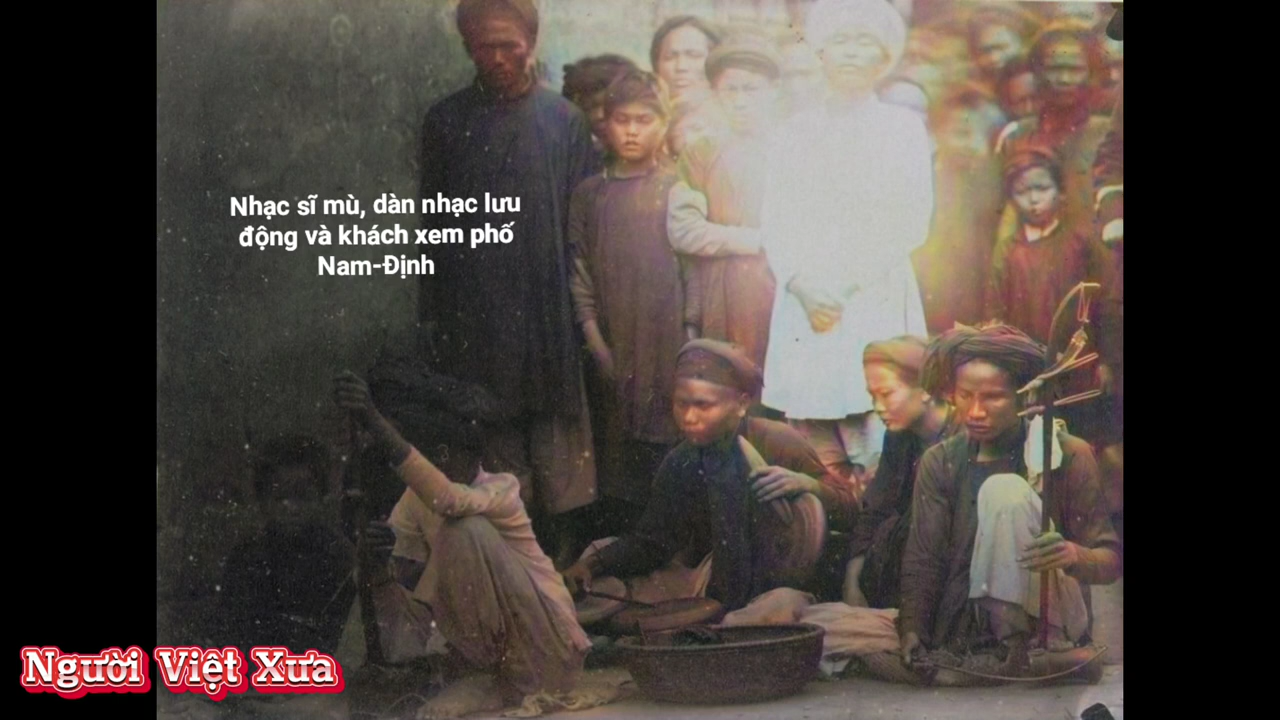 Nhạc sĩ mù, dàn nhạc lưu
động và khách xem phố
Nam-Định
Người Việt Xưa